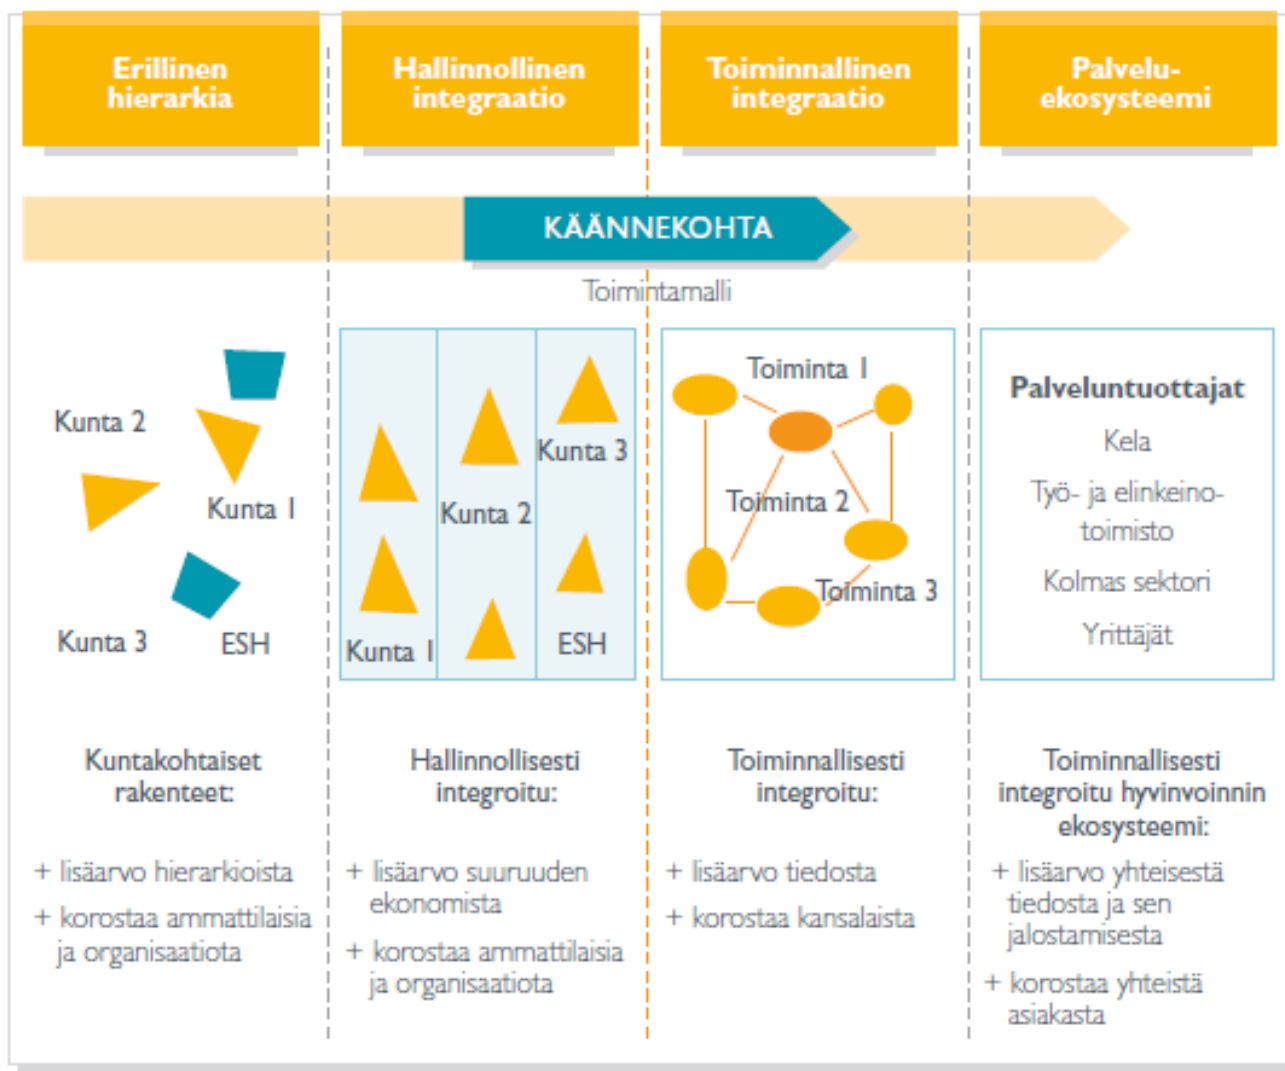 Erillinen
hierarkia
Hallinnollinen
integraatio
Toiminnallinen
integraatio
Palvelu-
ekosysteemi
KÄÄNNEKOHTA
Toimintamalli
Kunta 2
Kunta 1
Kunta 3
ESH
Kunta 3
Kunta 2
Kunta 1
ESH
Toiminta 1
Toiminta 2
Toiminta 3
Palveluntuottajat
Kela
Työ- ja elinkeino-
toimisto
Kolmas sektori
Yrittäjät
Kuntakohtaiset
rakenteet:
+ lisäarvo hierarkioista
+ korostaa ammattilaisia
ja organisaatiota
Hallinnollisesti
integroitu:
+ lisäarvo suuruuden
ekonomista
+ korostaa ammattilaisia
ja organisaatiota
Toiminnallisesti
integroitu:
+ lisäarvo tiedosta
+ korostaa kansalaista
Toiminnallisesti
integroitu hyvinvoinnin
ekosysteemi:
+ lisäarvo yhteisestä
tiedosta ja sen
jalostamisesta
+ korostaa yhteistä
asiakasta